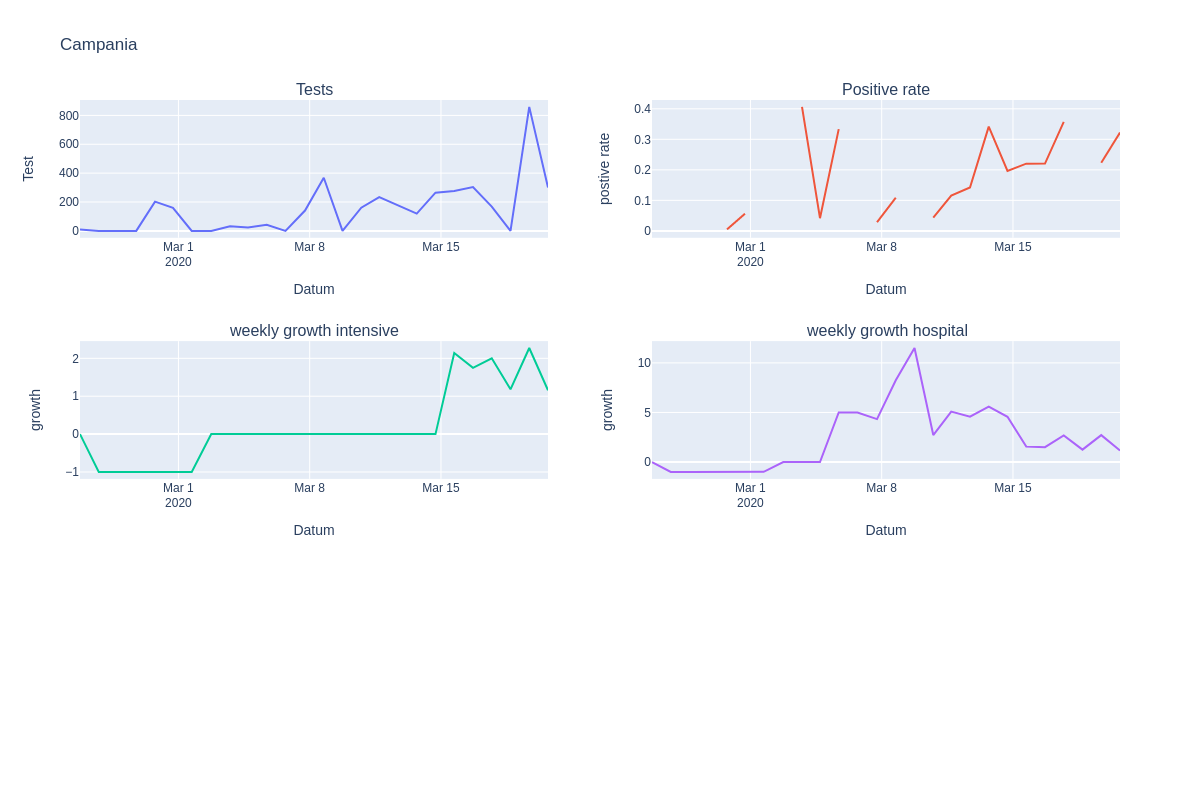 Campania
Tests
Test
800
600
400
200
0
Mar 1
2020
Mar 8
Mar 15
Datum
Positive rate
postive rate
0.4
0.3
0.2
0.1
0
Mar 1
2020
Mar 8
Mar 15
Datum
weekly growth intensive
growth
2
1
0
−1
Mar 1
2020
Mar 8
Mar 15
Datum
weekly growth hospital
growth
10
5
0
Mar 1
2020
Mar 8
Mar 15
Datum